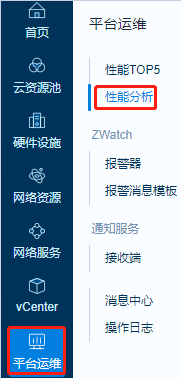 首页
云资源池
硬件设施
网络资源
网络服务
vCenter
平台运维
平台运维
性能TOP5
性能分析
ZWatch
报警器
报警消息模板
通知服务
接收端
消息中心
操作日志